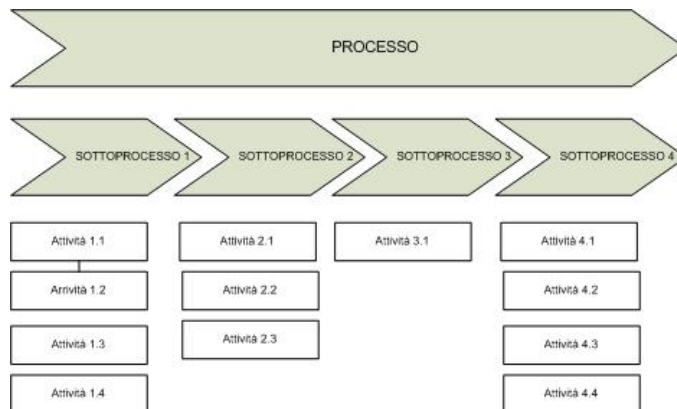 PROCESSO
SOTTOPROCESSO 1
SOTTOPROCESSO 2
SOTTOPROCESSO 3
SOTTOPROCESSO 4
Attività 1.1
Attività 2.1
Attività 3.1
Attività 4.1
Arrività 1.2
Attività 2.2
Attività 4.2
Attività 1.3
Attività 2.3
Attività 4.3
Attività 1.4
Attività 4.4